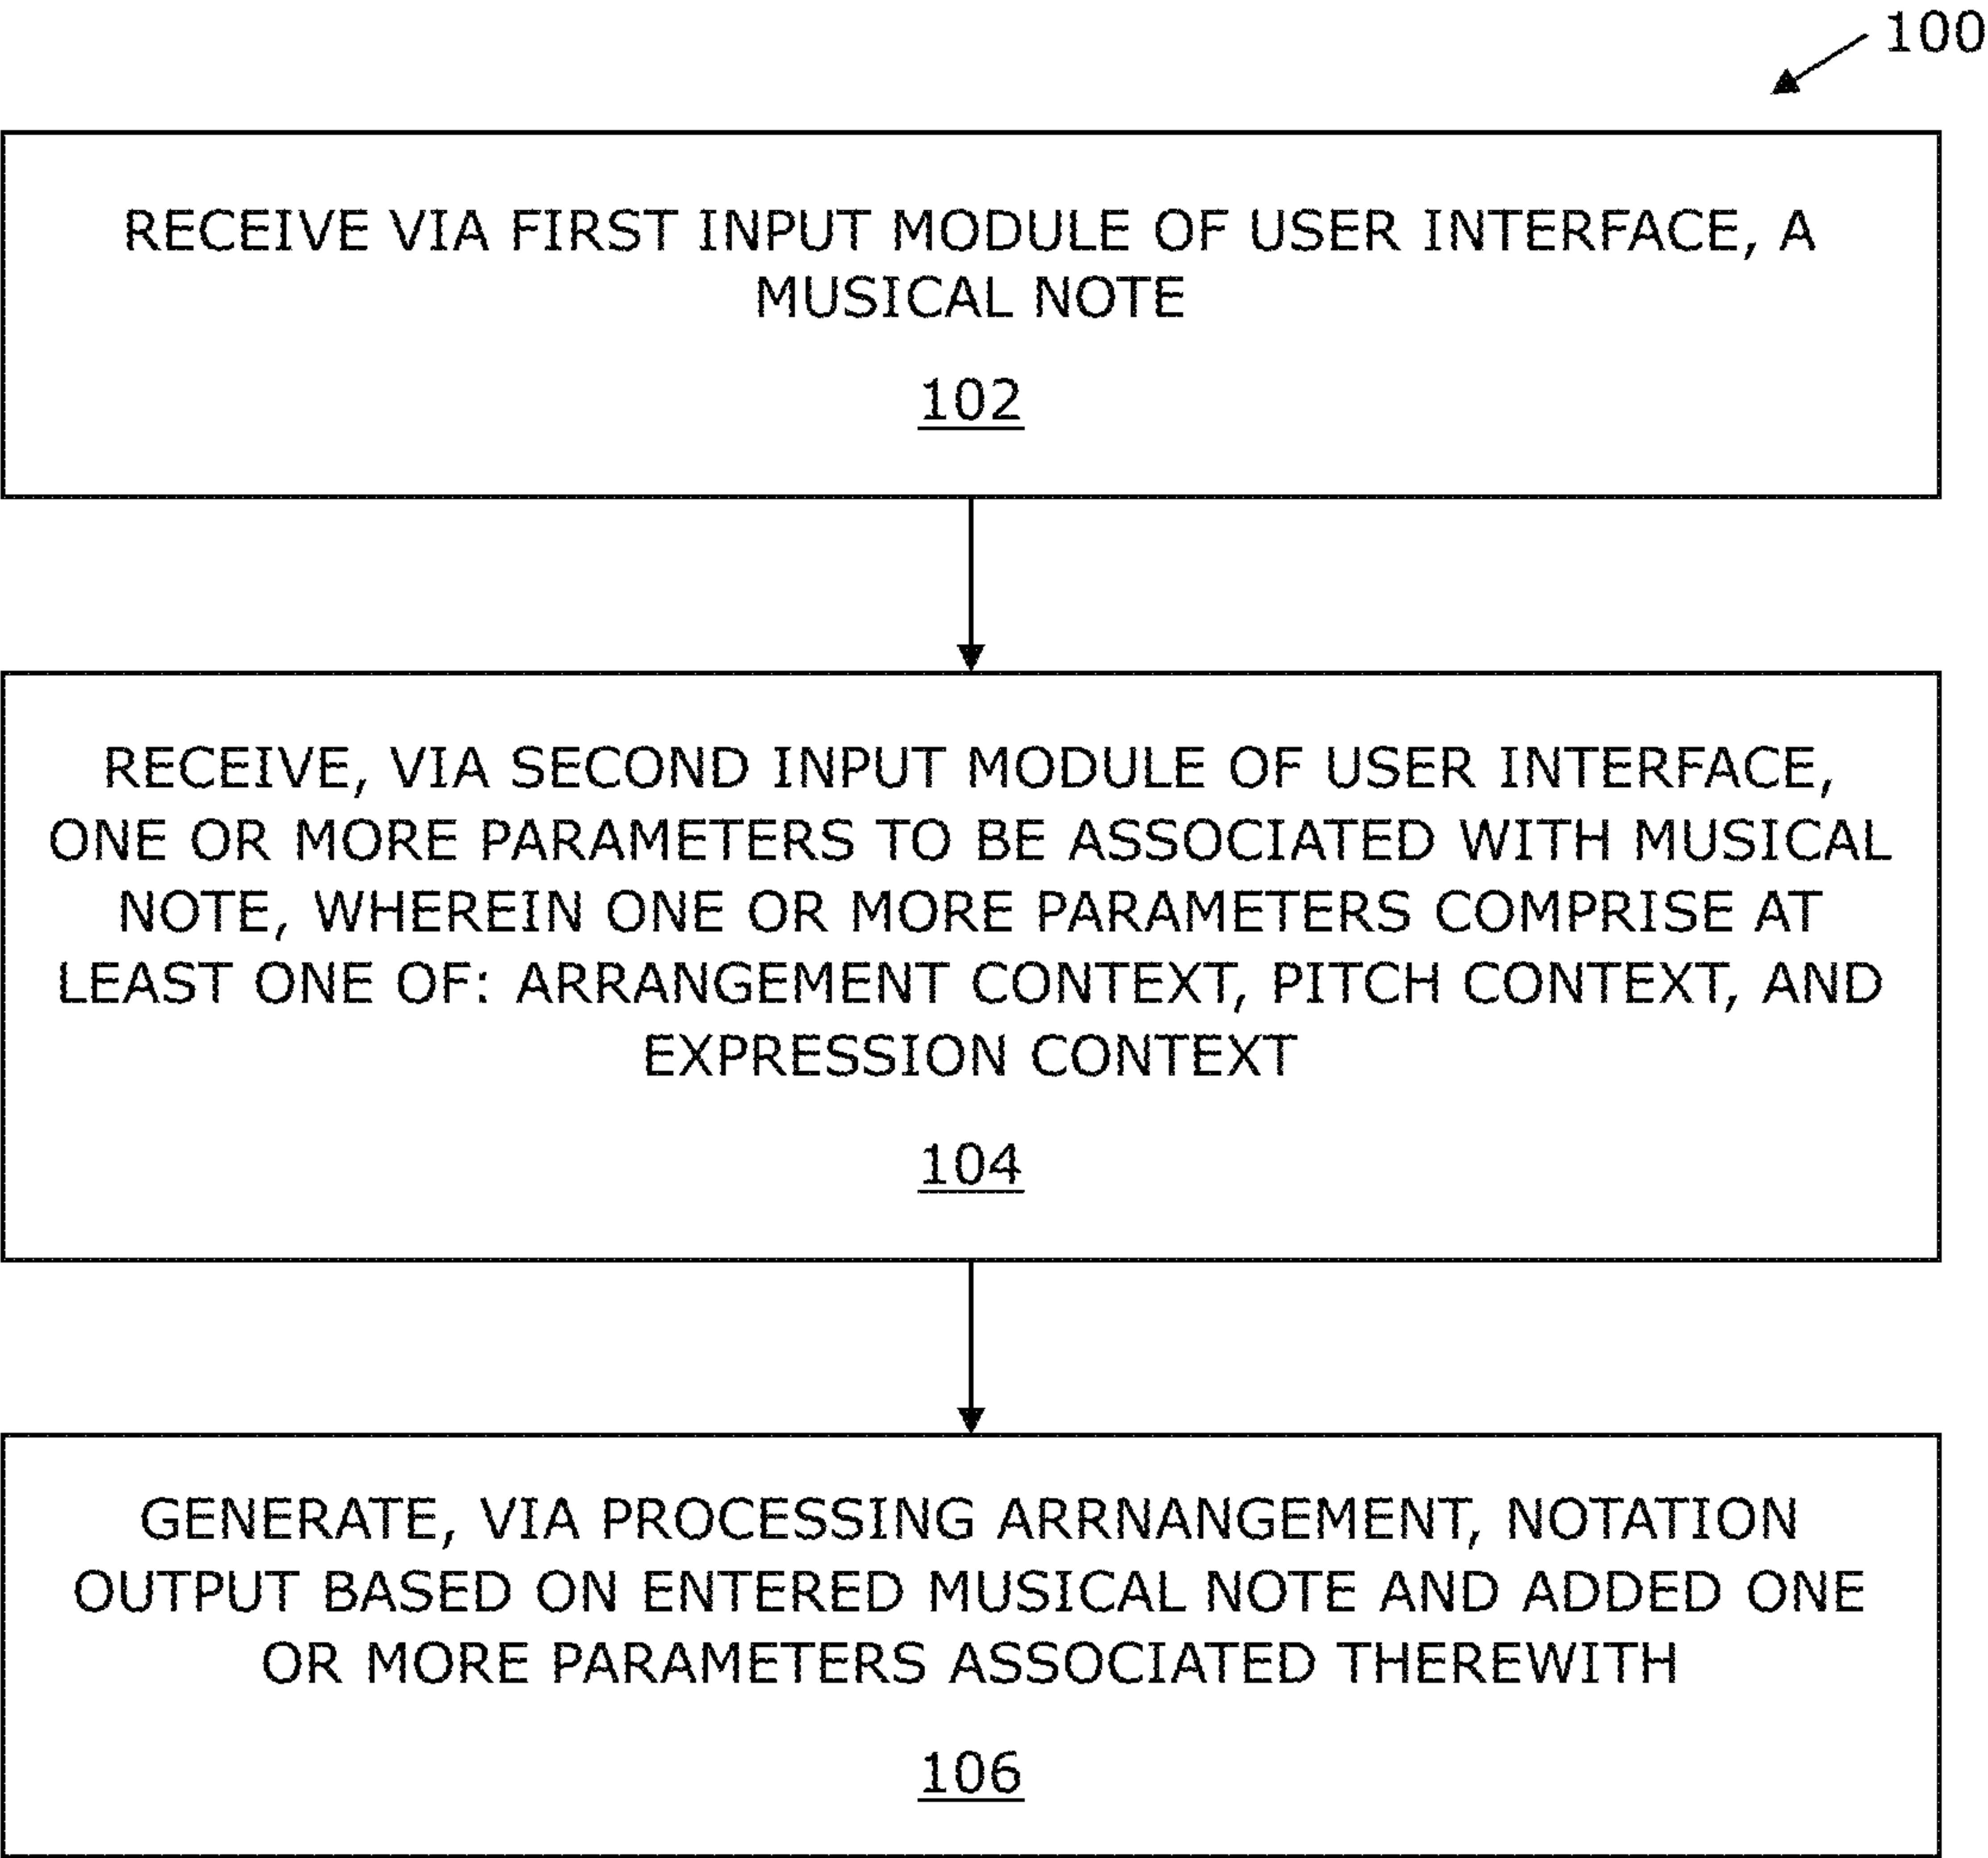 100
RECEIVE VIA FIRST INPUT MODULE OF USER INTERFACE, A
MUSICAL NOTE
102
RECEIVE, VIA SECOND INPUT MODULE OF USER INTERFACE,
ONE OR MORE PARAMETERS TO BE ASSOCIATED WITH MUSICAL
NOTE, WHEREIN ONE OR MORE PARAMETERS COMPRISE AT
LEAST ONE OF: ARRANGEMENT CONTEXT, PITCH CONTEXT, AND
EXPRESSION CONTEXT
104
GENERATE, VIA PROCESSING ARRNANGEMENT, NOTATION
OUTPUT BASED ON ENTERED MUSICAL NOTE AND ADDED ONE
OR MORE PARAMETERS ASSOCIATED THEREWITH
106